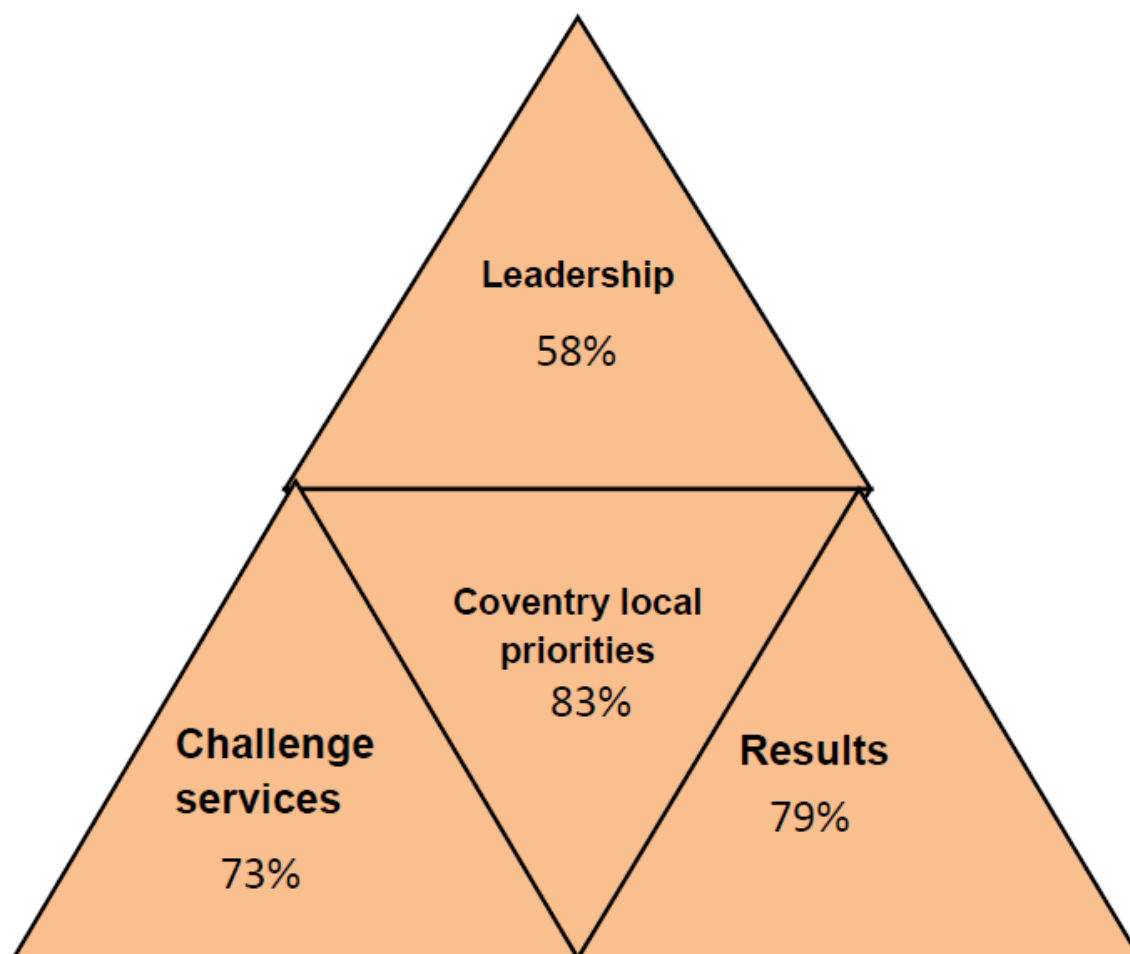 Leadership
58%
Coventry local
priorities
83%
Challenge
services
73%
Results
79%